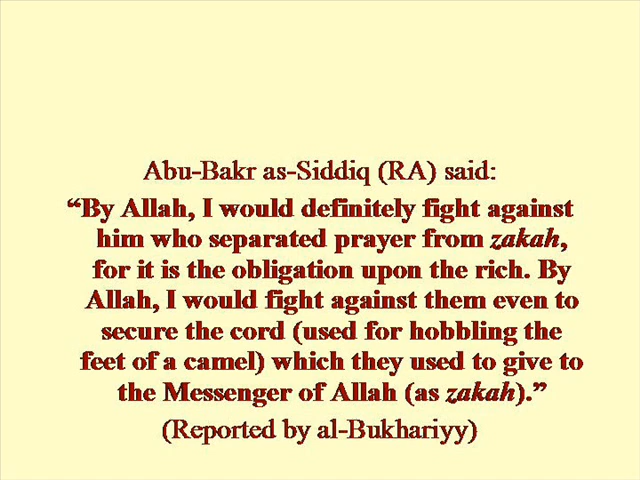 Abu-Bakr as-Siddiq (RA) said:
“By Allah, I would definitely fight against
him who separated prayer from zakah,
for it is the obligation upon the rich. By
Allah, I would fight against them even to
secure the cord (used for hobbling the
feet of a camel) which they used to give to
the Messenger of Allah (as zakah).”
(Reported by al-Bukhariyy)